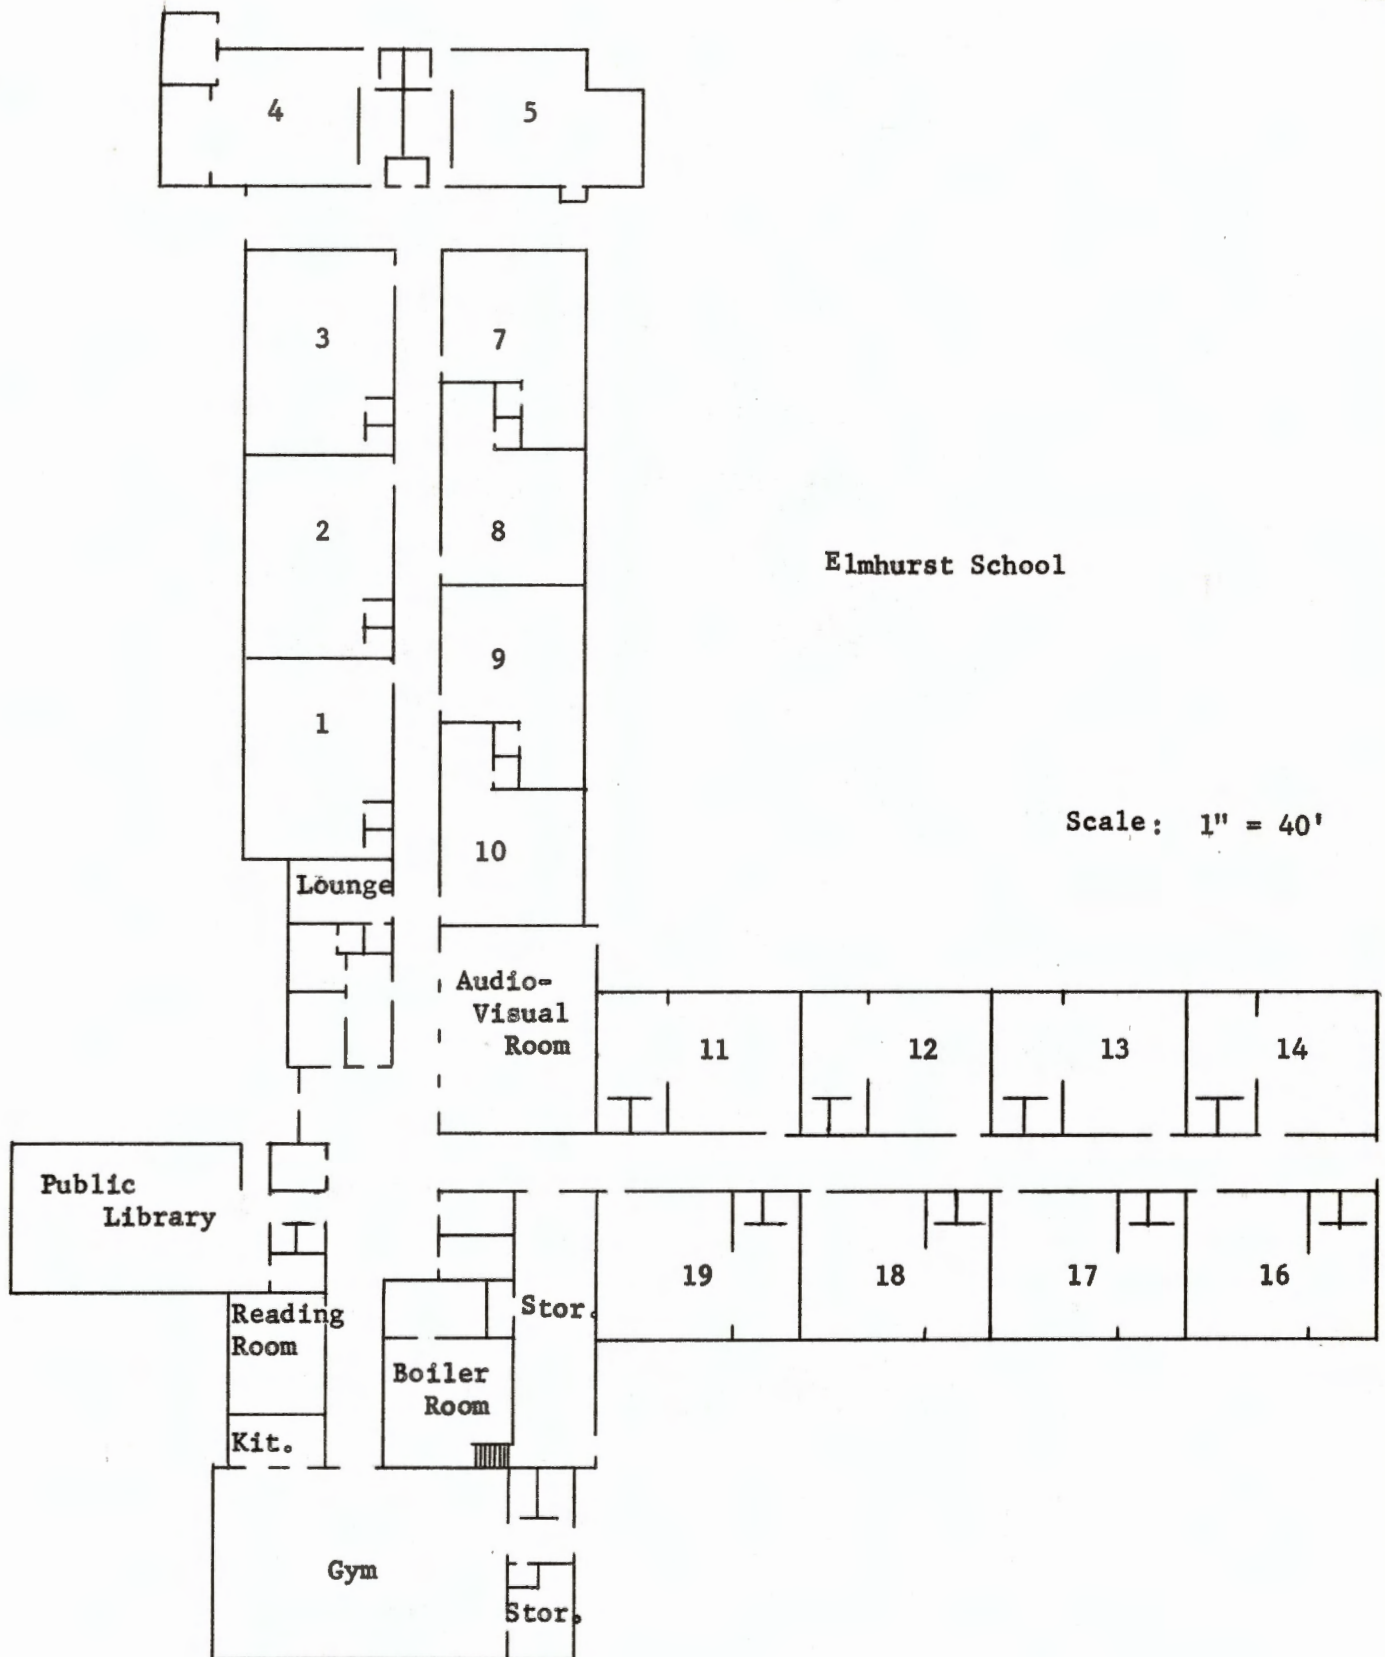 4
5
3
7
2
8
Elmhurst School
9
1
Scale: 1" = 40'
10
Lounge
Audio-
Visual
Room
11
12
13
14
Public
Library
19
18
17
16
Reading
Room
Stor.
Boiler
Room
Kit.
Gym
Stor.